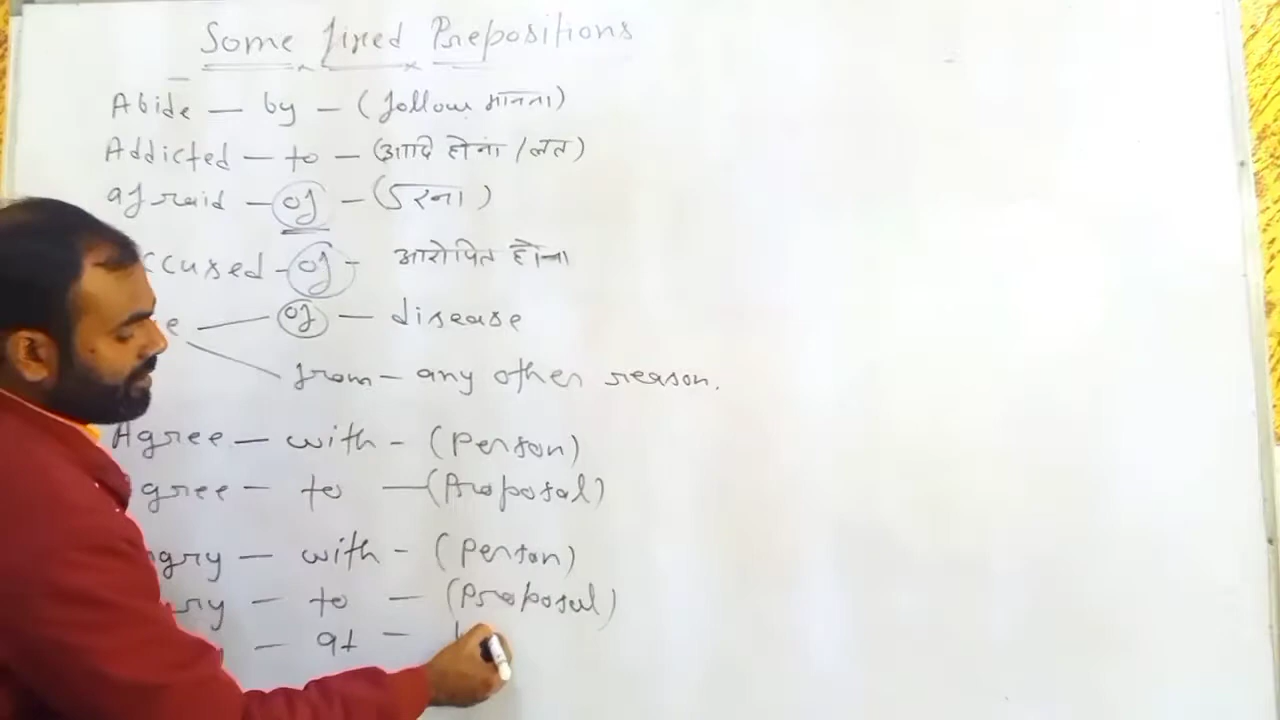 Some fixed Prepositions
Abide — by — (follow मानना)
Addicted — to — (आदि होना / लत)
afraid — of — (डरना)
ccused - of - आरोपित होना
e — of — disease
from — any other reason.
Agree — with - (Person)
gree — to — (Proposal)
ngry — with - (Person)
ry — to — (Proposal)
— at —